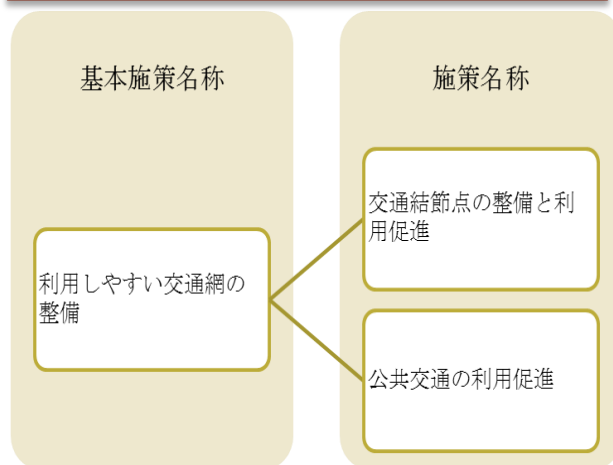 基本施策名称
施策名称
利用しやすい交通網の
整備
交通結節点の整備と利
用促進
公共交通の利用促進